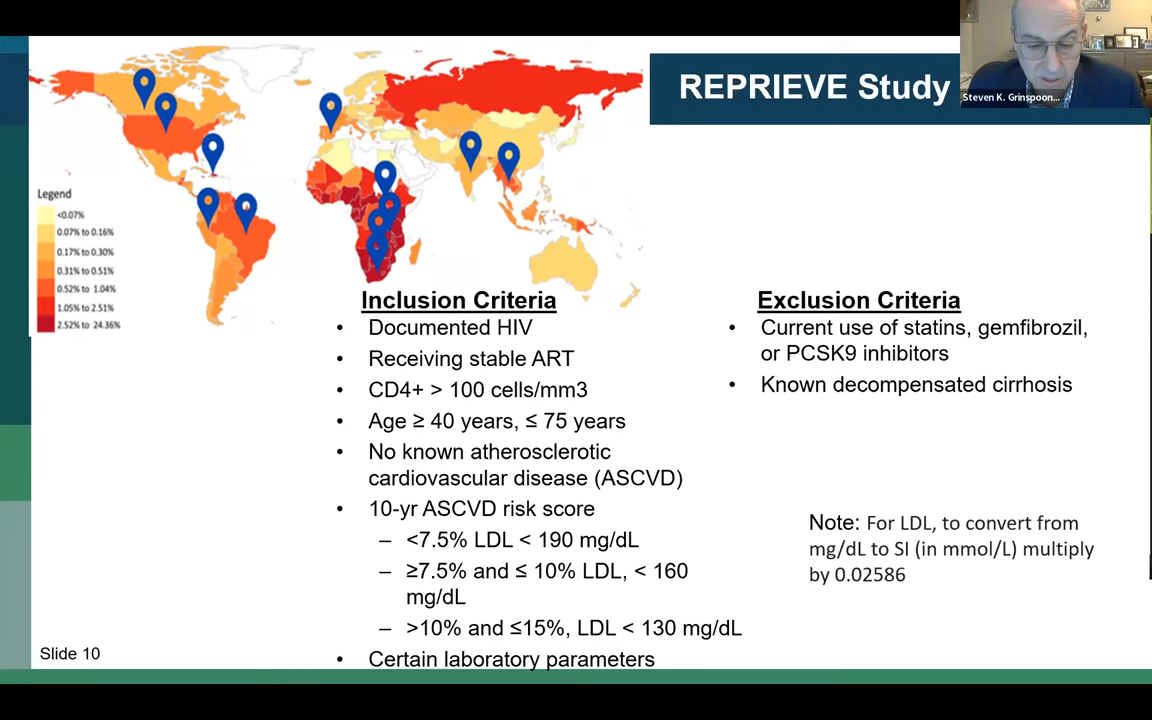 REPRIEVE Study
Steven K. Grinspoon...
Legend
<0.07%
0.07% to 0.16%
0.17% to 0.30%
0.31% to 0.51%
0.52% to 1.04%
1.05% to 2.51%
2.52% to 24.36%
Inclusion Criteria
• Documented HIV
• Receiving stable ART
• CD4+ > 100 cells/mm3
• Age ≥ 40 years, ≤ 75 years
• No known atherosclerotic
cardiovascular disease (ASCVD)
• 10-yr ASCVD risk score
– <7.5% LDL < 190 mg/dL
– ≥7.5% and ≤ 10% LDL, < 160
mg/dL
– >10% and ≤15%, LDL < 130 mg/dL
• Certain laboratory parameters
Exclusion Criteria
• Current use of statins, gemfibrozil,
or PCSK9 inhibitors
• Known decompensated cirrhosis
Note: For LDL, to convert from
mg/dL to SI (in mmol/L) multiply
by 0.02586
Slide 10